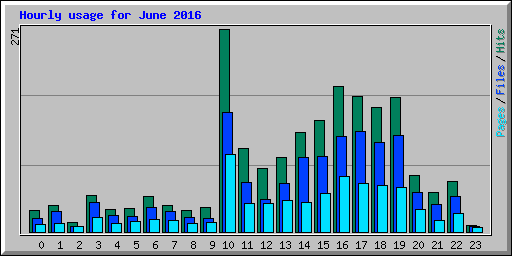 Hourly usage for June 2016
271
Pages/Files/Hits
0 1 2 3 4 5 6 7 8 9 10 11 12 13 14 15 16 17 18 19 20 21 22 23